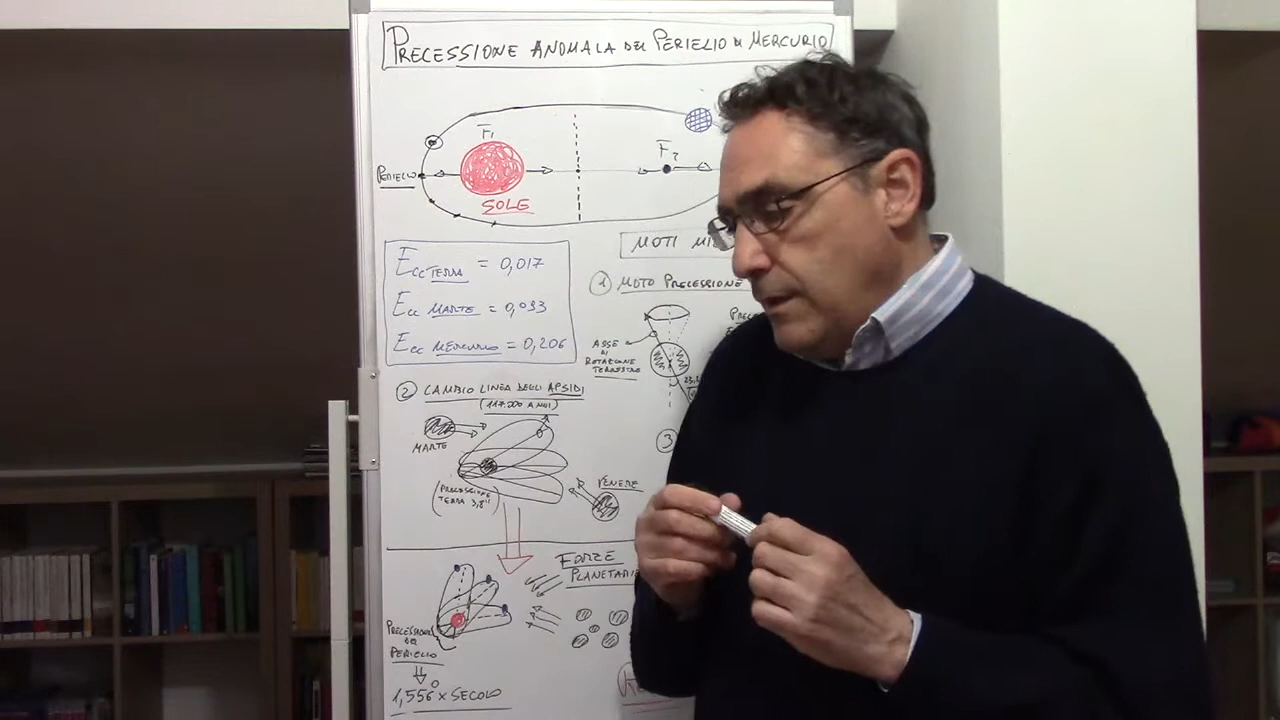 PRECESSIONE ANOMALA DEL PERIELIO DI MERCURIO
F1
F2
PERIELIO
SOLE
Ecc TERRA = 0,017
Ecc MARTE = 0,093
Ecc MERCURIO = 0,206
MOTI
1 MOTO PRECESSIONE
ASSE
DI
ROTAZIONE
TERRESTRE
2 CAMBIO LINEA DEGLI APSIDI
(117.000 ANNI)
MARTE
VENERE
(PRECESSIONE
TERRA 3,8")
3
FORZE
PLANETARIE
PRECESSIONE
DEL
PERIELIO
1,556° x SECOLO